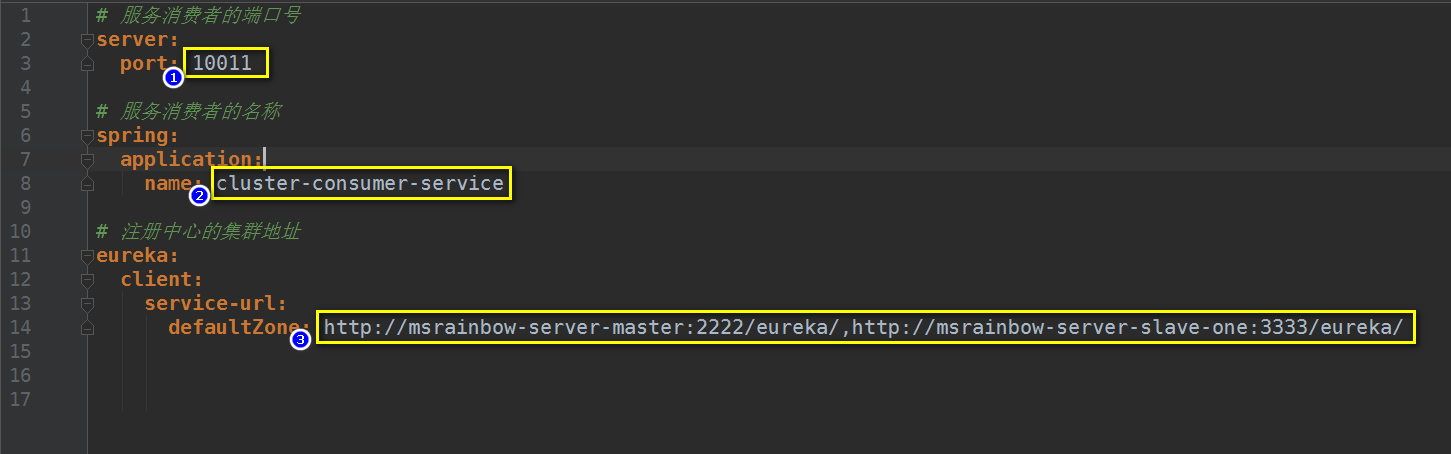 1 # 服务消费者的端口号
2 server:
3 port: 10011
①
4
5 # 服务消费者的名称
6 spring:
7 application:
8 name: cluster-consumer-service
②
9
10 # 注册中心的集群地址
11 eureka:
12 client:
13 service-url:
14 defaultZone: http://msrainbow-server-master:2222/eureka/,http://msrainbow-server-slave-one:3333/eureka/
③
15
16
17